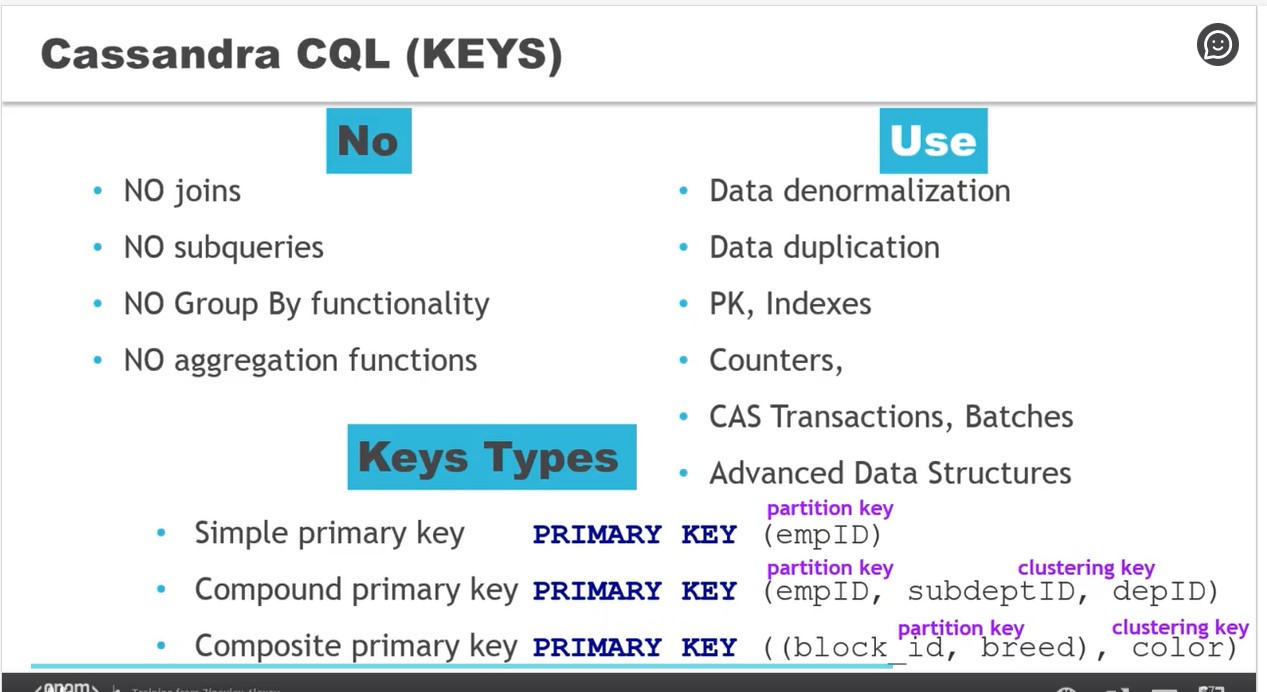 Cassandra CQL (KEYS)
No
• NO joins
• NO subqueries
• NO Group By functionality
• NO aggregation functions
Use
• Data denormalization
• Data duplication
• PK, Indexes
• Counters,
• CAS Transactions, Batches
• Advanced Data Structures
Keys Types
partition key
• Simple primary key PRIMARY KEY (empID)
partition key clustering key
• Compound primary key PRIMARY KEY (empID, subdeptID, depID)
partition key clustering key
• Composite primary key PRIMARY KEY ((block_id, breed), color)
<epam> Training from